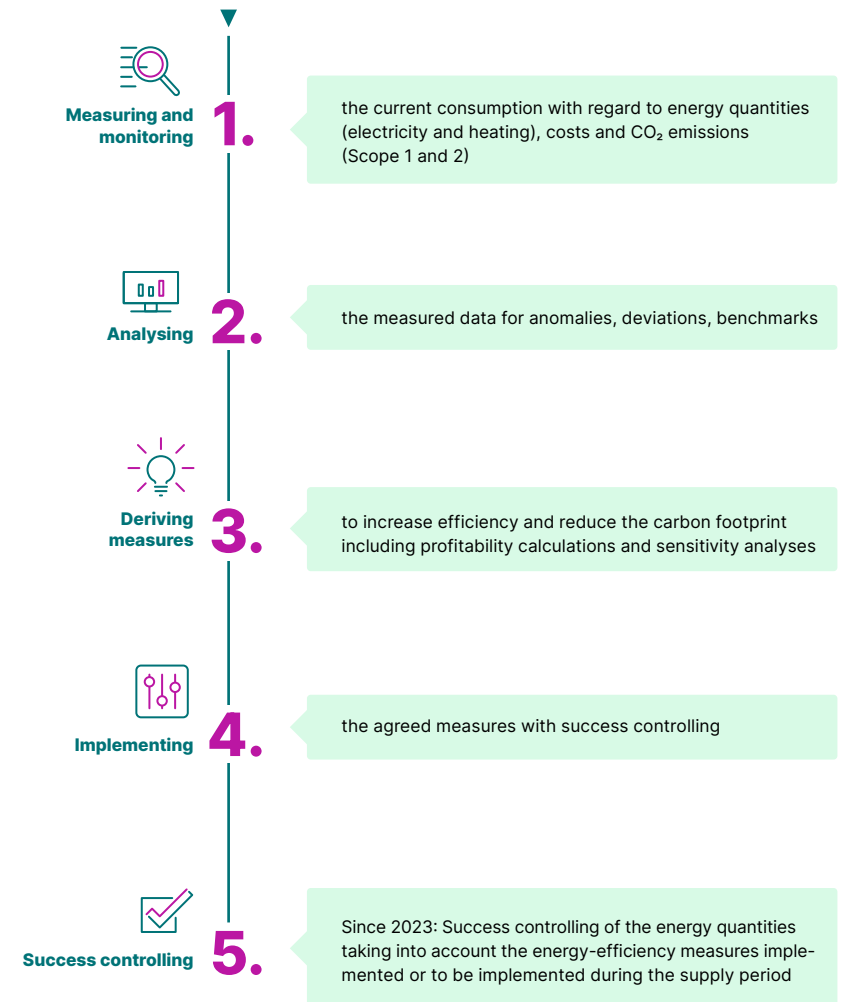 Measuring and
monitoring
1.
the current consumption with regard to energy quantities
(electricity and heating), costs and CO₂ emissions
(Scope 1 and 2)
Analysing
2.
the measured data for anomalies, deviations, benchmarks
Deriving
measures
3.
to increase efficiency and reduce the carbon footprint
including profitability calculations and sensitivity analyses
Implementing
4.
the agreed measures with success controlling
Success controlling
5.
Since 2023: Success controlling of the energy quantities
taking into account the energy-efficiency measures imple-
mented or to be implemented during the supply period